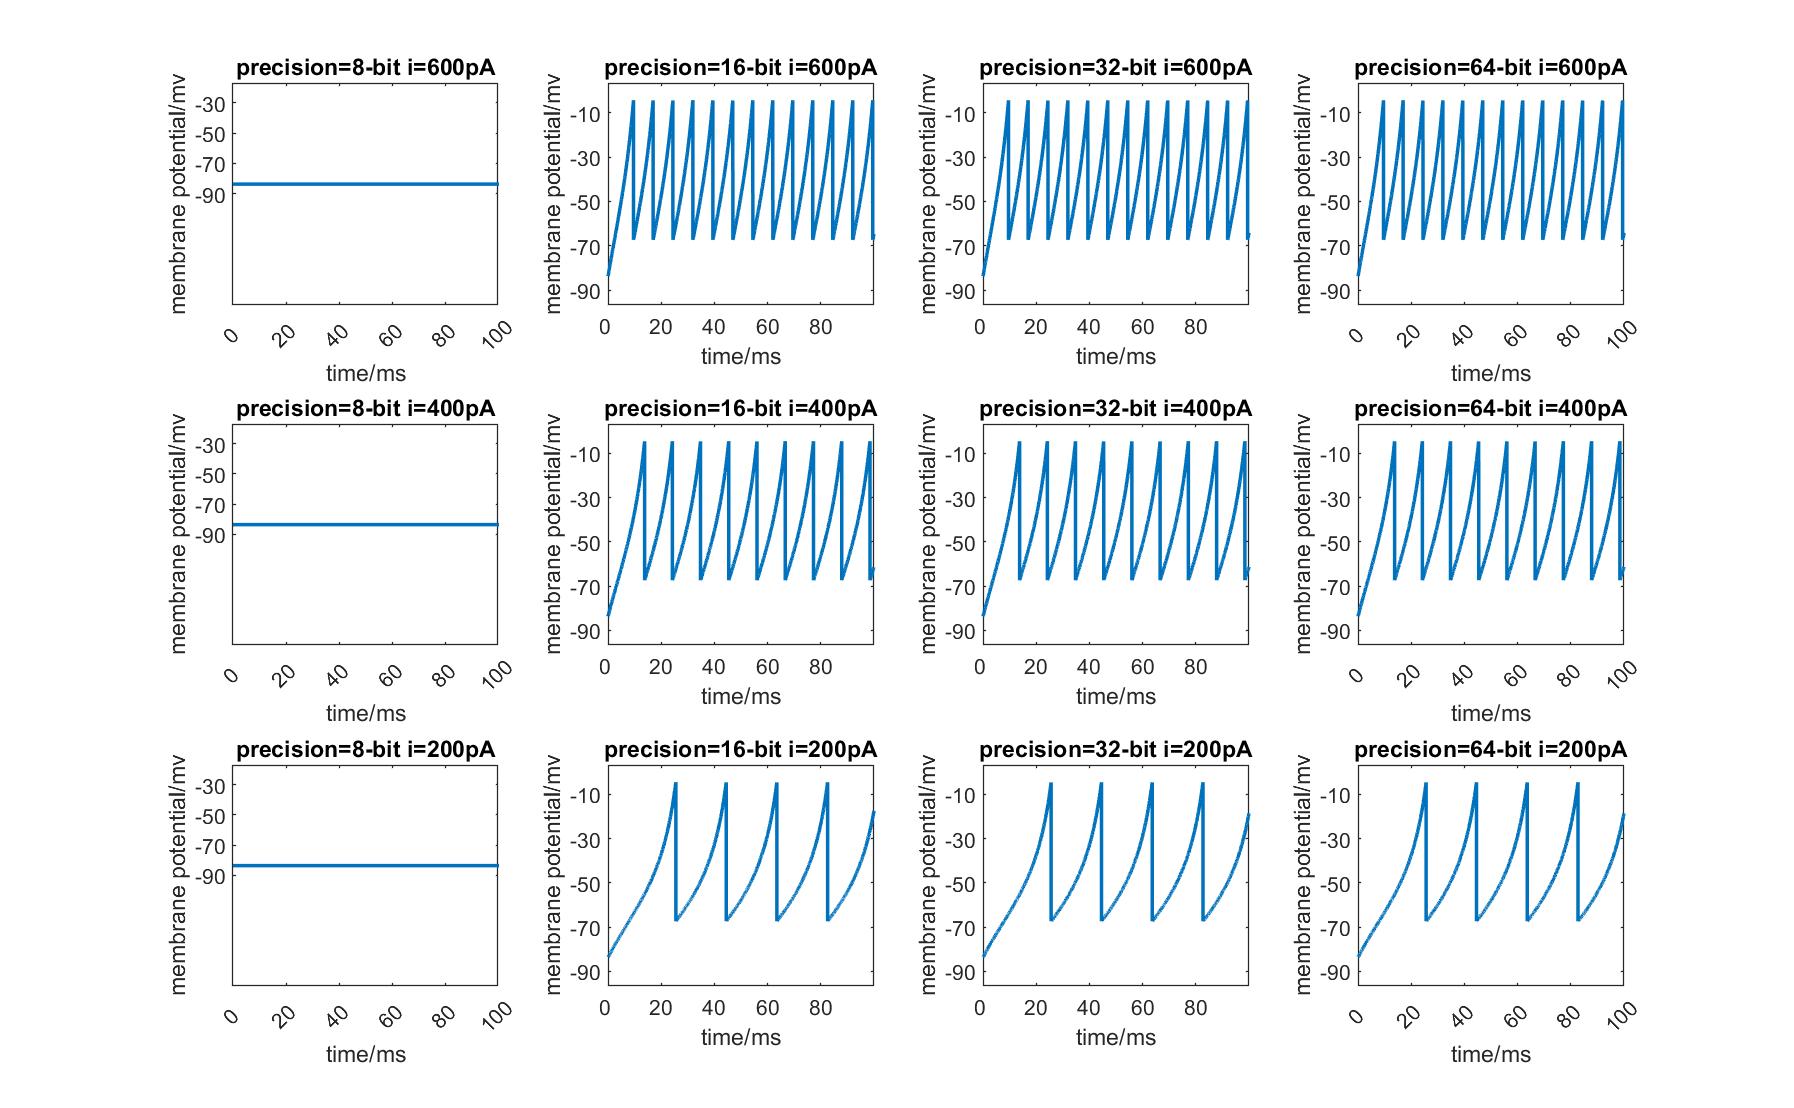 precision=8-bit i=600pA
membrane potential/mv
-30
-50
-70
-90
0 20 40 60 80 100
time/ms
precision=16-bit i=600pA
membrane potential/mv
-10
-30
-50
-70
-90
0 20 40 60 80
time/ms
precision=32-bit i=600pA
membrane potential/mv
-10
-30
-50
-70
-90
0 20 40 60 80
time/ms
precision=64-bit i=600pA
membrane potential/mv
-10
-30
-50
-70
-90
0 20 40 60 80 100
time/ms
precision=8-bit i=400pA
membrane potential/mv
-30
-50
-70
-90
0 20 40 60 80 100
time/ms
precision=16-bit i=400pA
membrane potential/mv
-10
-30
-50
-70
-90
0 20 40 60 80
time/ms
precision=32-bit i=400pA
membrane potential/mv
-10
-30
-50
-70
-90
0 20 40 60 80
time/ms
precision=64-bit i=400pA
membrane potential/mv
-10
-30
-50
-70
-90
0 20 40 60 80 100
time/ms
precision=8-bit i=200pA
membrane potential/mv
-30
-50
-70
-90
0 20 40 60 80 100
time/ms
precision=16-bit i=200pA
membrane potential/mv
-10
-30
-50
-70
-90
0 20 40 60 80
time/ms
precision=32-bit i=200pA
membrane potential/mv
-10
-30
-50
-70
-90
0 20 40 60 80
time/ms
precision=64-bit i=200pA
membrane potential/mv
-10
-30
-50
-70
-90
0 20 40 60 80 100
time/ms